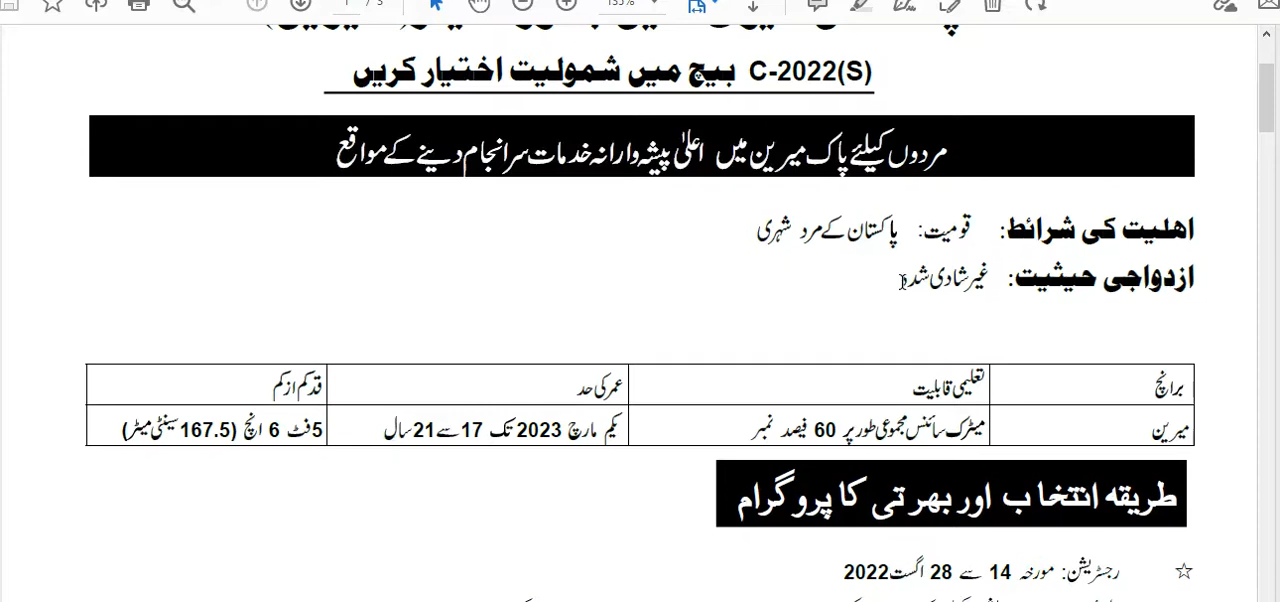 C-2022(S) بیچ میں شمولیت اختیار کریں
مردوں کیلئے پاک میرین میں اعلیٰ پیشہ وارانہ خدمات سرانجام دینے کے مواقع
اھلیت کی شرائط: قومیت: پاکستان کے مرد شہری
ازدواجی حیثیت: غیر شادی شدہ
برانچ تعلیمی قابلیت عمر کی حد قد کم از کم
میرین میٹرک سائنس مجموعی طور پر 60 فیصد نمبر یکم مارچ 2023 تک 17 سے 21 سال 5 فٹ 6 انچ (167.5 سینٹی میٹر)
طریقہ انتخاب اور بھرتی کا پروگرام
☆ رجسٹریشن: مورخہ 14 سے 28 اگست 2022